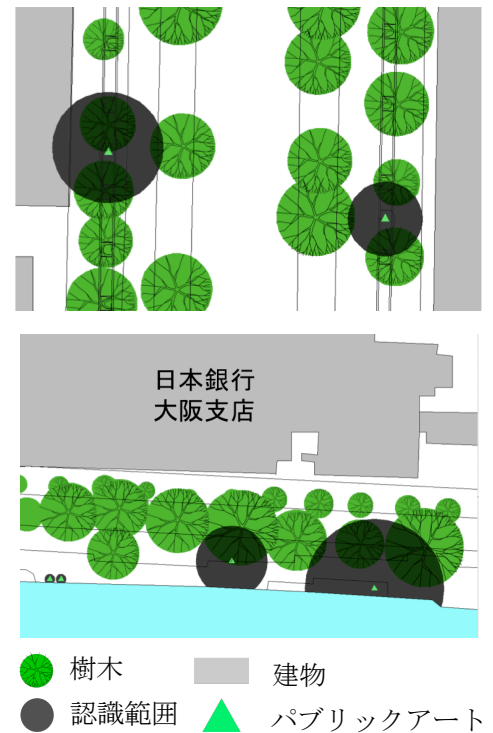 日本銀行
大阪支店
樹木
建物
認識範囲
パブリックアート